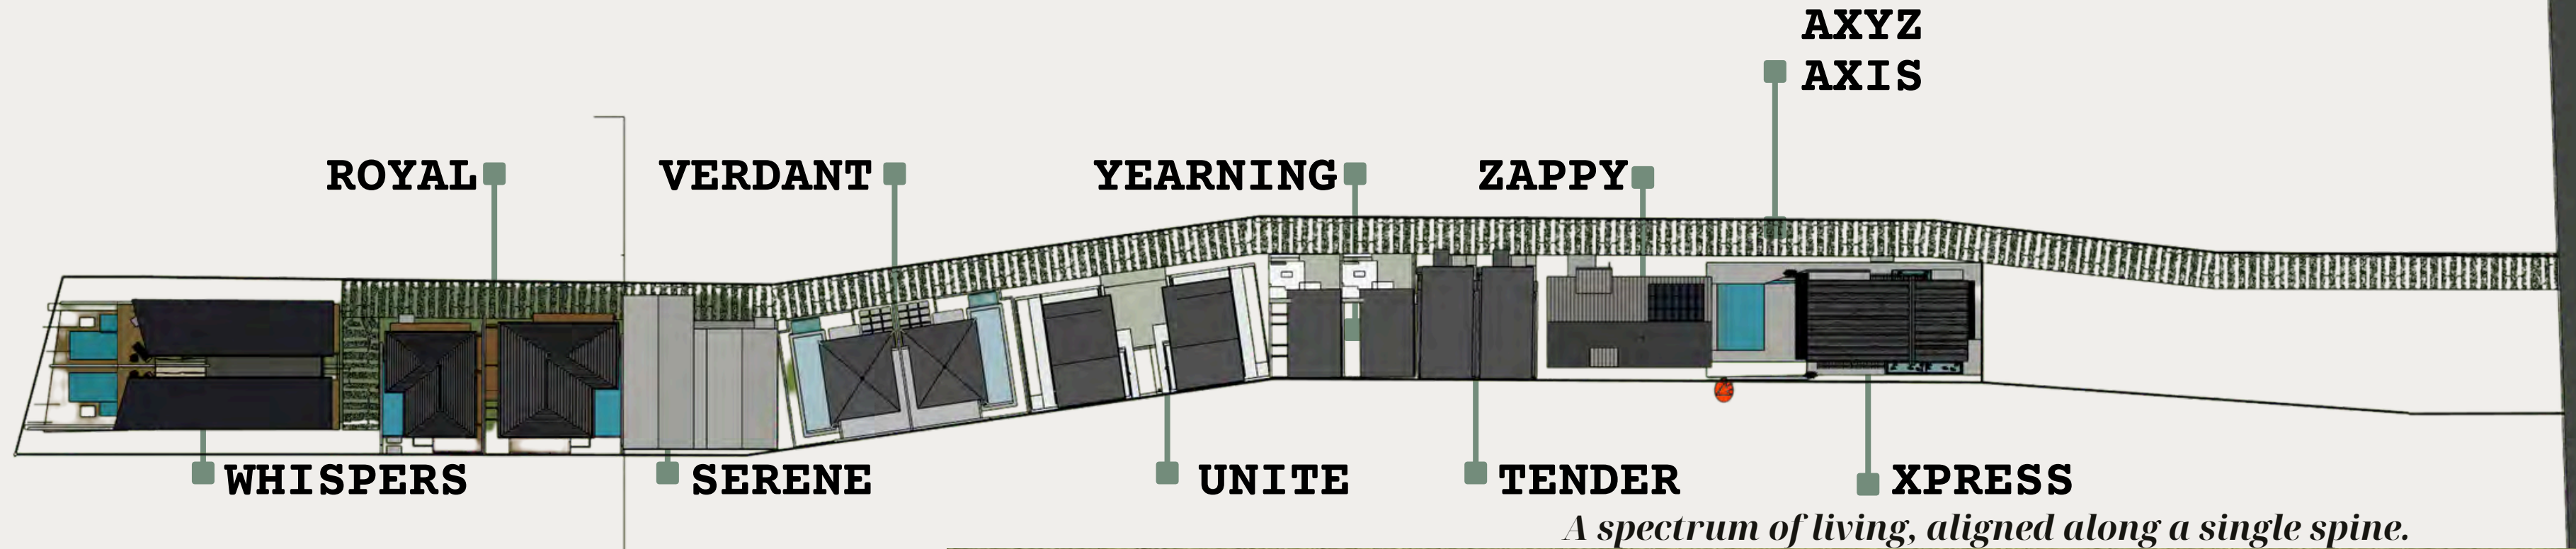 AXYZ
AXIS
ROYAL
VERDANT
YEARNING
ZAPPY
WHISPERS
SERENE
UNITE
TENDER
XPRESS
A spectrum of living, aligned along a single spine.